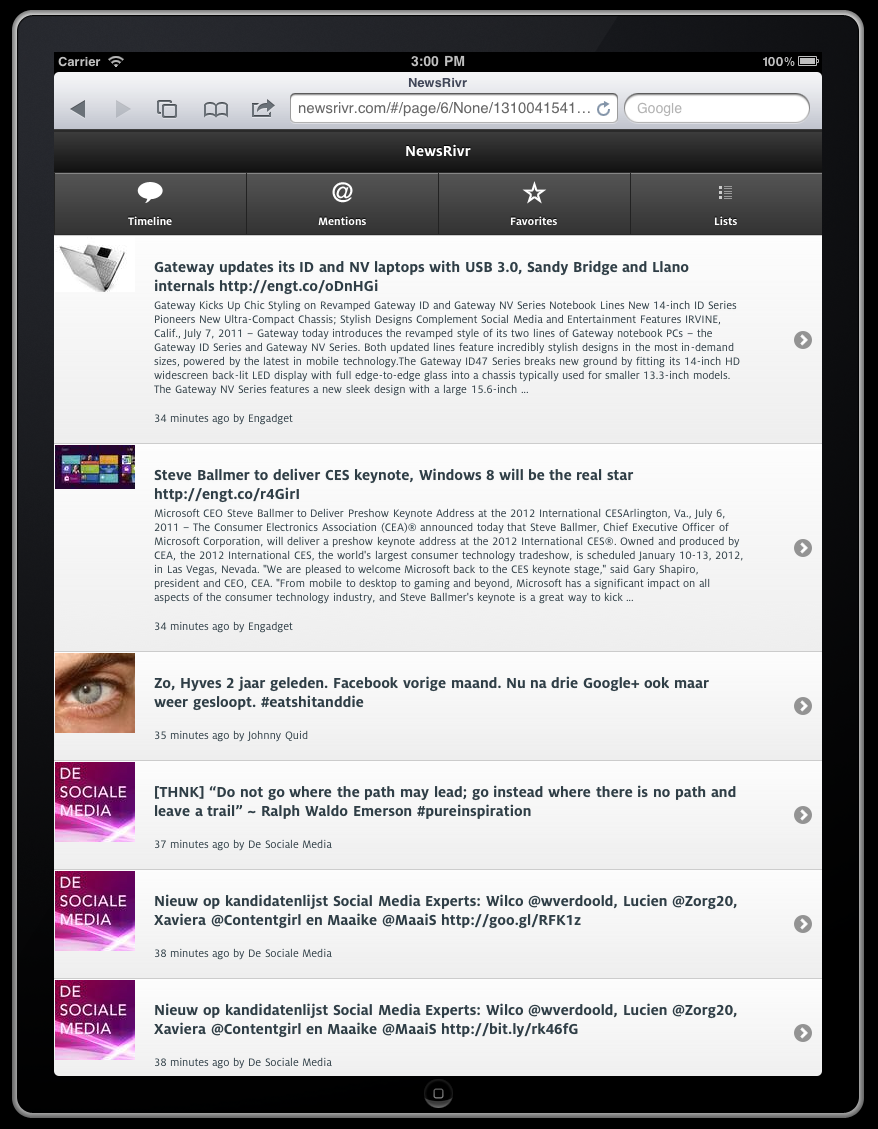 Carrier 3:00 PM 100%
NewsRivr
newsrivr.com/#/page/6/None/1310041541... Google
NewsRivr
Timeline Mentions Favorites Lists
Gateway updates its ID and NV laptops with USB 3.0, Sandy Bridge and Llano
internals http://engt.co/oDnHGi
Gateway Kicks Up Chic Styling on Revamped Gateway ID and Gateway NV Series Notebook Lines New 14-inch ID Series
Pioneers New Ultra-Compact Chassis; Stylish Designs Complement Social Media and Entertainment Features IRVINE,
Calif., July 7, 2011 – Gateway today introduces the revamped style of its two lines of Gateway notebook PCs – the
Gateway ID Series and Gateway NV Series. Both updated lines feature incredibly stylish designs in the most in-demand
sizes, powered by the latest in mobile technology.The Gateway ID47 Series breaks new ground by fitting its 14-inch HD
widescreen back-lit LED display with full edge-to-edge glass into a chassis typically used for smaller 13.3-inch models.
The Gateway NV Series features a new sleek design with a large 15.6-inch ...
34 minutes ago by Engadget
Steve Ballmer to deliver CES keynote, Windows 8 will be the real star
http://engt.co/r4GirI
Microsoft CEO Steve Ballmer to Deliver Preshow Keynote Address at the 2012 International CESArlington, Va., July 6,
2011 – The Consumer Electronics Association (CEA)® announced today that Steve Ballmer, Chief Executive Officer of
Microsoft Corporation, will deliver a preshow keynote address at the 2012 International CES®. Owned and produced by
CEA, the 2012 International CES, the world's largest consumer technology tradeshow, is scheduled January 10-13, 2012,
in Las Vegas, Nevada. "We are pleased to welcome Microsoft back to the CES keynote stage," said Gary Shapiro,
president and CEO, CEA. "From mobile to desktop to gaming and beyond, Microsoft has a significant impact on all
aspects of the consumer technology industry, and Steve Ballmer's keynote is a great way to kick ...
34 minutes ago by Engadget
Zo, Hyves 2 jaar geleden. Facebook vorige maand. Nu na drie Google+ ook maar
weer gesloopt. #eatshitanddie
35 minutes ago by Johnny Quid
DE
SOCIALE
MEDIA
[THNK] “Do not go where the path may lead; go instead where there is no path and
leave a trail” ~ Ralph Waldo Emerson #pureinspiration
37 minutes ago by De Sociale Media
DE
SOCIALE
MEDIA
Nieuw op kandidatenlijst Social Media Experts: Wilco @wverdoold, Lucien @Zorg20,
Xaviera @Contentgirl en Maaike @MaaiS http://goo.gl/RFK1z
38 minutes ago by De Sociale Media
DE
SOCIALE
MEDIA
Nieuw op kandidatenlijst Social Media Experts: Wilco @wverdoold, Lucien @Zorg20,
Xaviera @Contentgirl en Maaike @MaaiS http://bit.ly/rk46fG
38 minutes ago by De Sociale Media